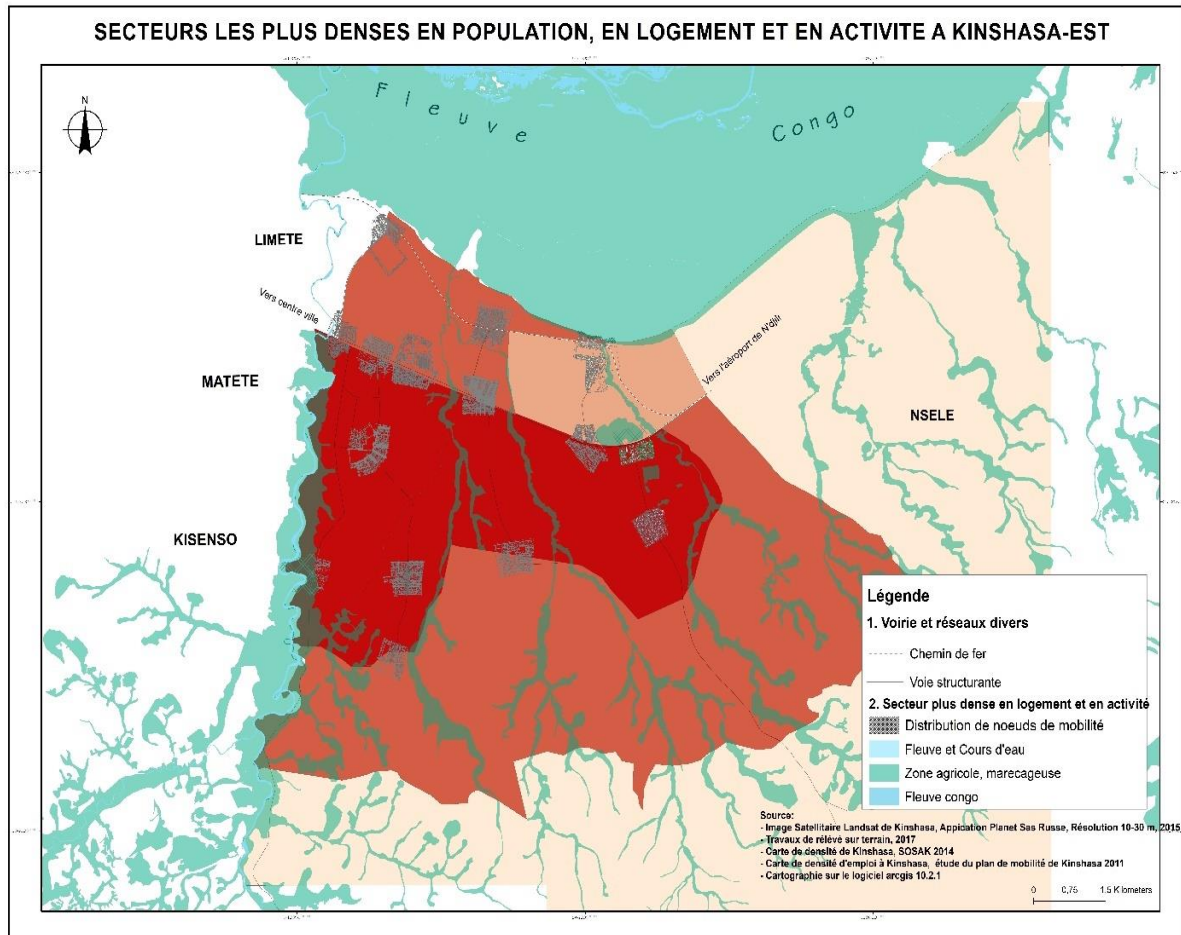 SECTEURS LES PLUS DENSES EN POPULATION, EN LOGEMENT ET EN ACTIVITE A KINSHASA-EST
N
Fleuve Congo
LIMETE
Vers centre ville
MATETE
Vers l'aéroport de N'djili
NSELE
KISENSO
Légende
1. Voirie et réseaux divers
Chemin de fer
Voie structurante
2. Secteur plus dense en logement et en activité
Distribution de noeuds de mobilité
Fleuve et Cours d'eau
Zone agricole, marecageuse
Fleuve congo
Source:
- Image Satellitaire Landsat de Kinshasa, Appication Planet Sas Russe, Résolution 10-30 m, 2015
- Travaux de rélévé sur terrain, 2017
- Carte de densité de Kinshasa, SOSAK 2014
- Carte de densité d'emploi à Kinshasa, étude du plan de mobilité de Kinshasa 2011
- Cartographie sur le logiciel arcgis 10.2.1
0 0,75 1.5 Kilometers